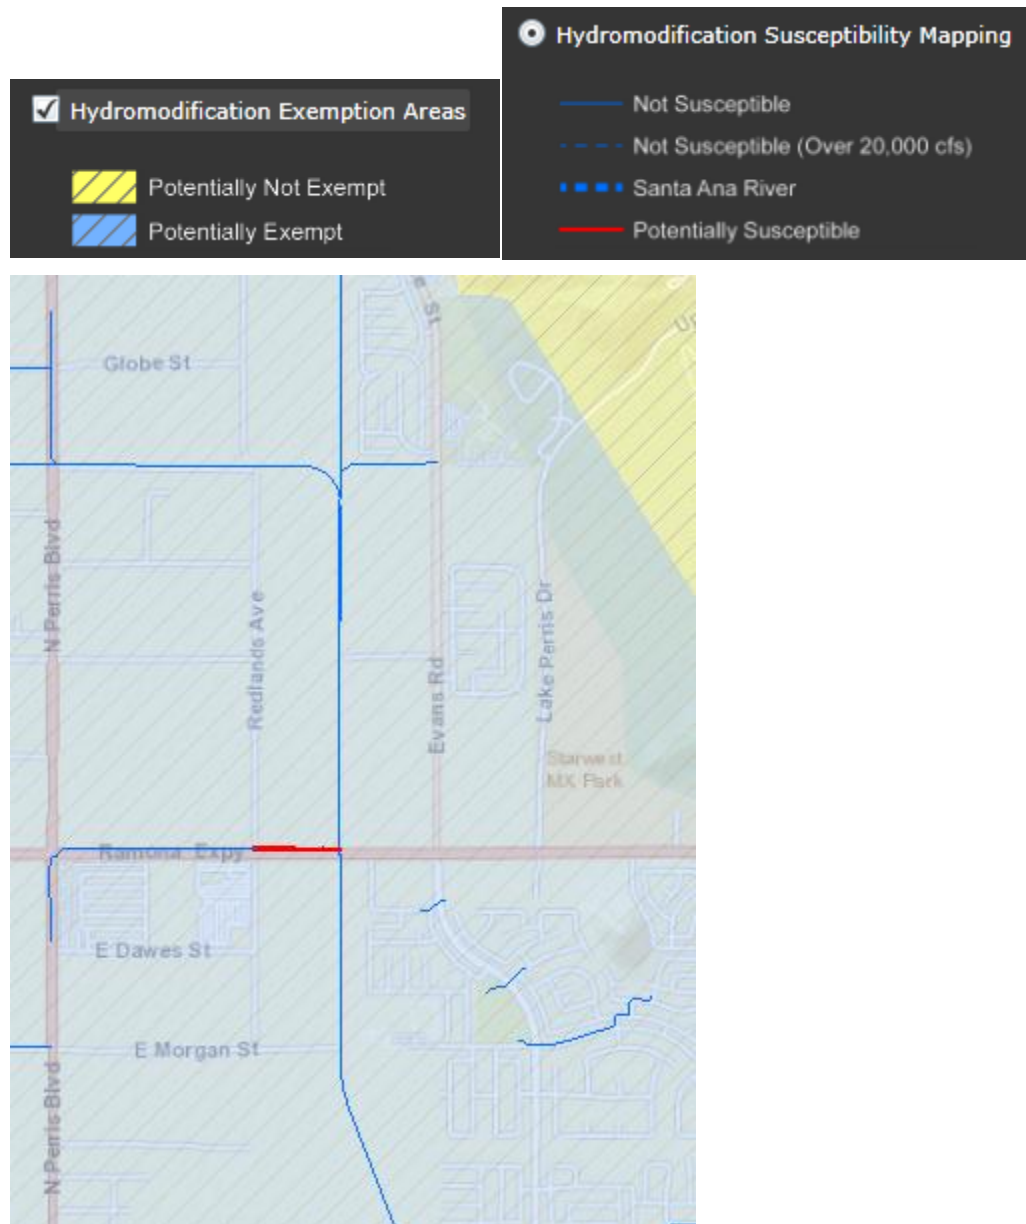 Hydromodification Susceptibility Mapping
Not Susceptible
Not Susceptible (Over 20,000 cfs)
Santa Ana River
Potentially Susceptible
Hydromodification Exemption Areas
Potentially Not Exempt
Potentially Exempt
e St
Globe St
N Perris Blvd
Redlands Ave
Evans Rd
Lake Perris Dr
Starwest
MX Park
Ramona Expy
E Dawes St
E Morgan St
N Perris Blvd